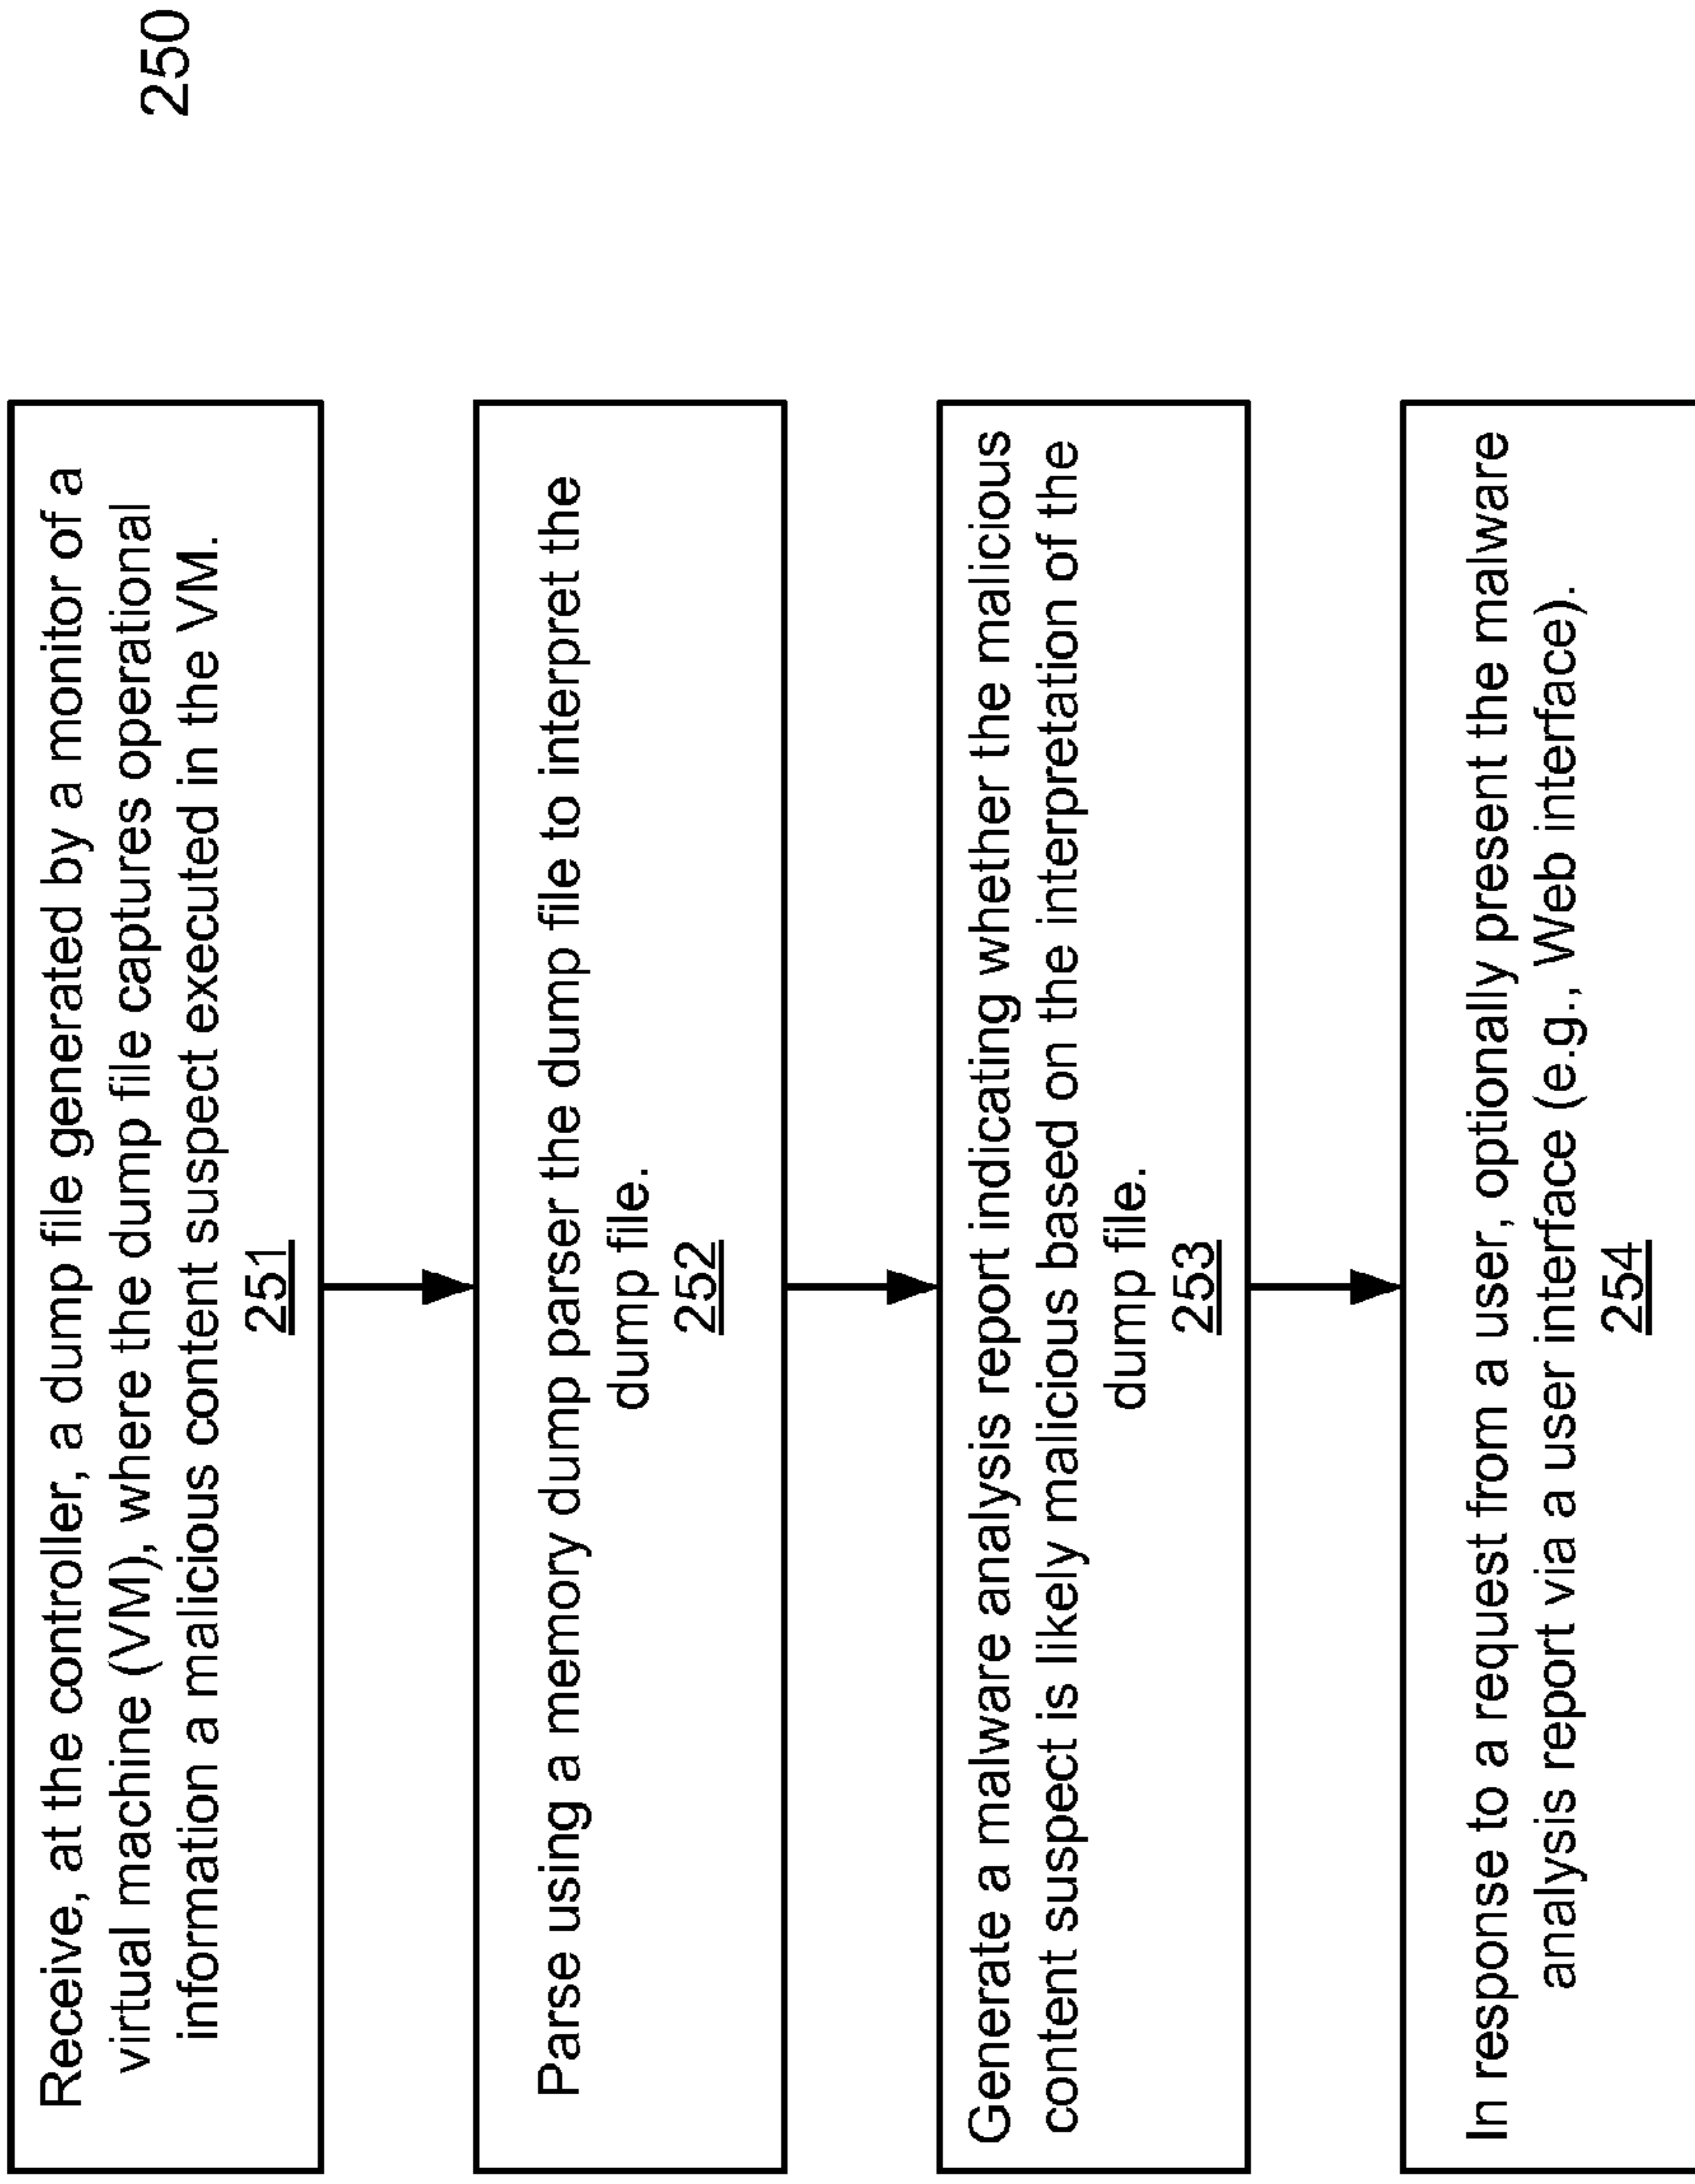 250
Receive, at the controller, a dump file generated by a monitor of a
virtual machine (VM), where the dump file captures operational
information a malicious content suspect executed in the VM.
251
Parse using a memory dump parser the dump file to interpret the
dump file.
252
Generate a malware analysis report indicating whether the malicious
content suspect is likely malicious based on the interpretation of the
dump file.
253
In response to a request from a user, optionally present the malware
analysis report via a user interface (e.g., Web interface).
254